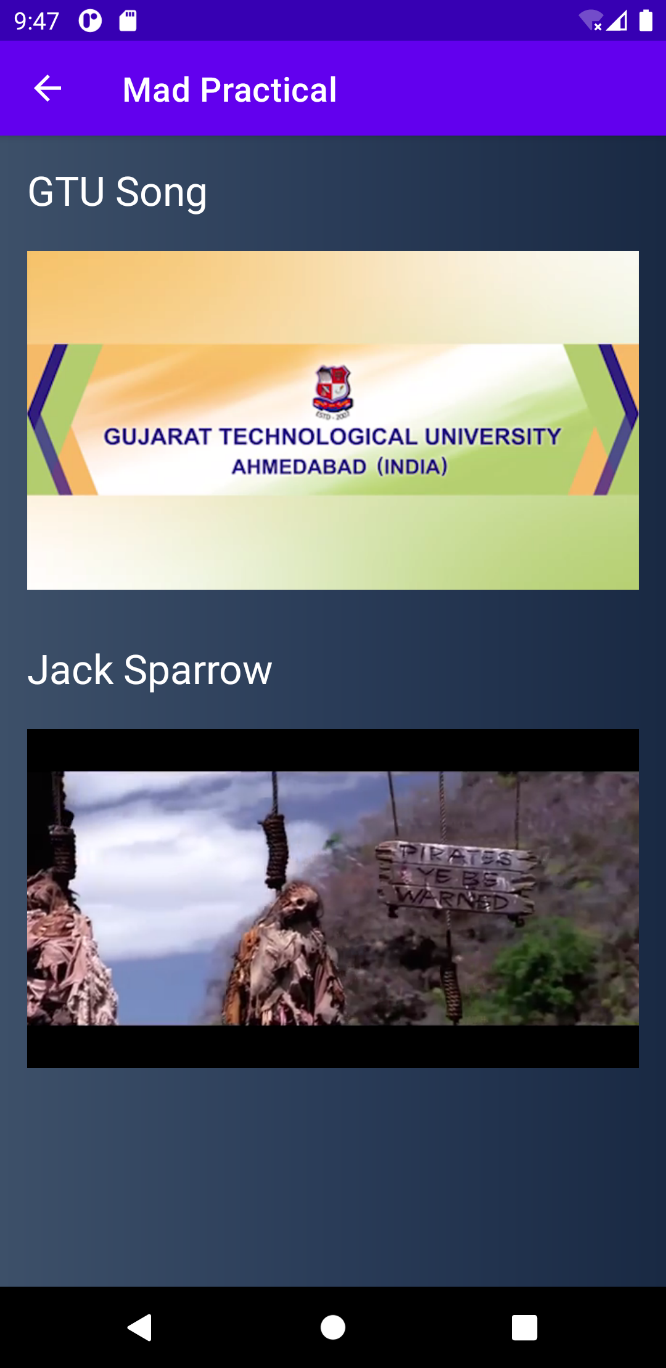 9:47
Mad Practical
GTU Song
ESTD - 2007
GUJARAT TECHNOLOGICAL UNIVERSITY
AHMEDABAD (INDIA)
Jack Sparrow
PIRATES
YE BE
WARNED